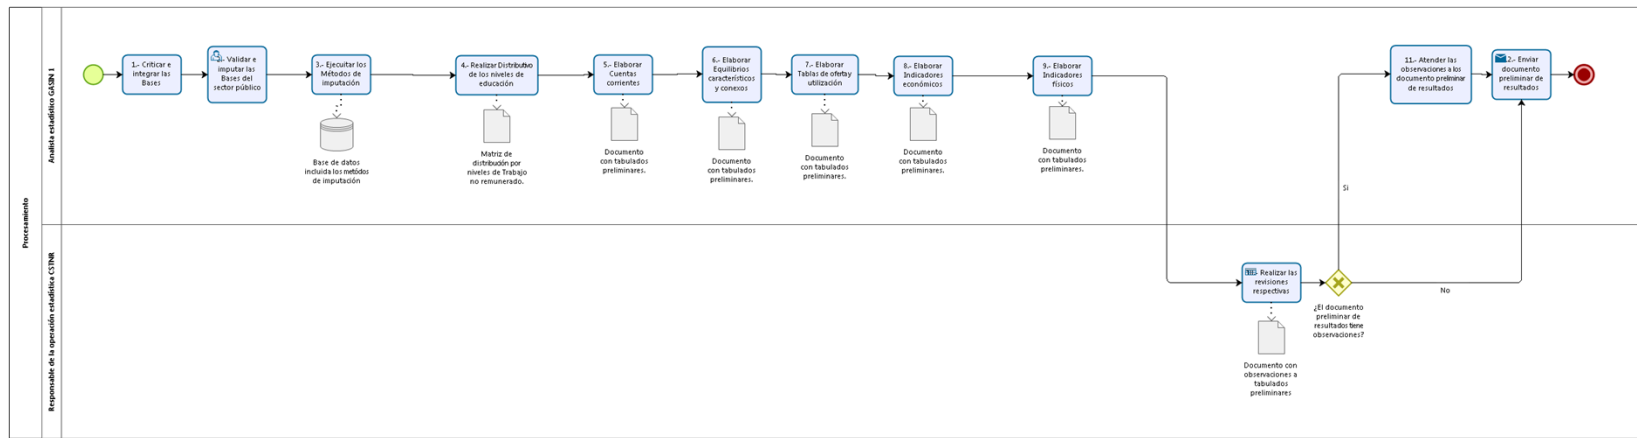 Procesamiento
Analista estadístico GASIN 1
1.- Criticar e
integrar las
Bases
2.- Validar e
imputar las
Bases del
sector público
3.- Ejecuitar los
Métodos de
imputación
Base de datos
incluida los metódos
de imputación
4.- Realizar Distributivo
de los niveles de
educación
Matriz de
distribución por
niveles de Trabajo
no remunerado.
5.- Elaborar
Cuentas
corrientes
Documento
con tabulados
preliminares.
6.- Elaborar
Equilibrios
característicos
y conexos
Documento
con tabulados
preliminares.
7.- Elaborar
Tablas de oferta y
utilización
Documento
con tabulados
preliminares.
8.- Elaborar
Indicadores
económicos
Documento
con tabulados
preliminares.
9.- Elaborar
Indicadores
físicos
Documento
con tabulados
preliminares.
11.- Atender las
observaciones a los
documento preliminar
de resultados
2.- Enviar
documento
preliminar de
resultados
Si
Responsable de la operación estadística CSTNR
Realizar las
revisiones
respectivas
Documento con
observaciones a
tabulados
preliminares
¿El documento
preliminar de
resultados tiene
observaciones?
No